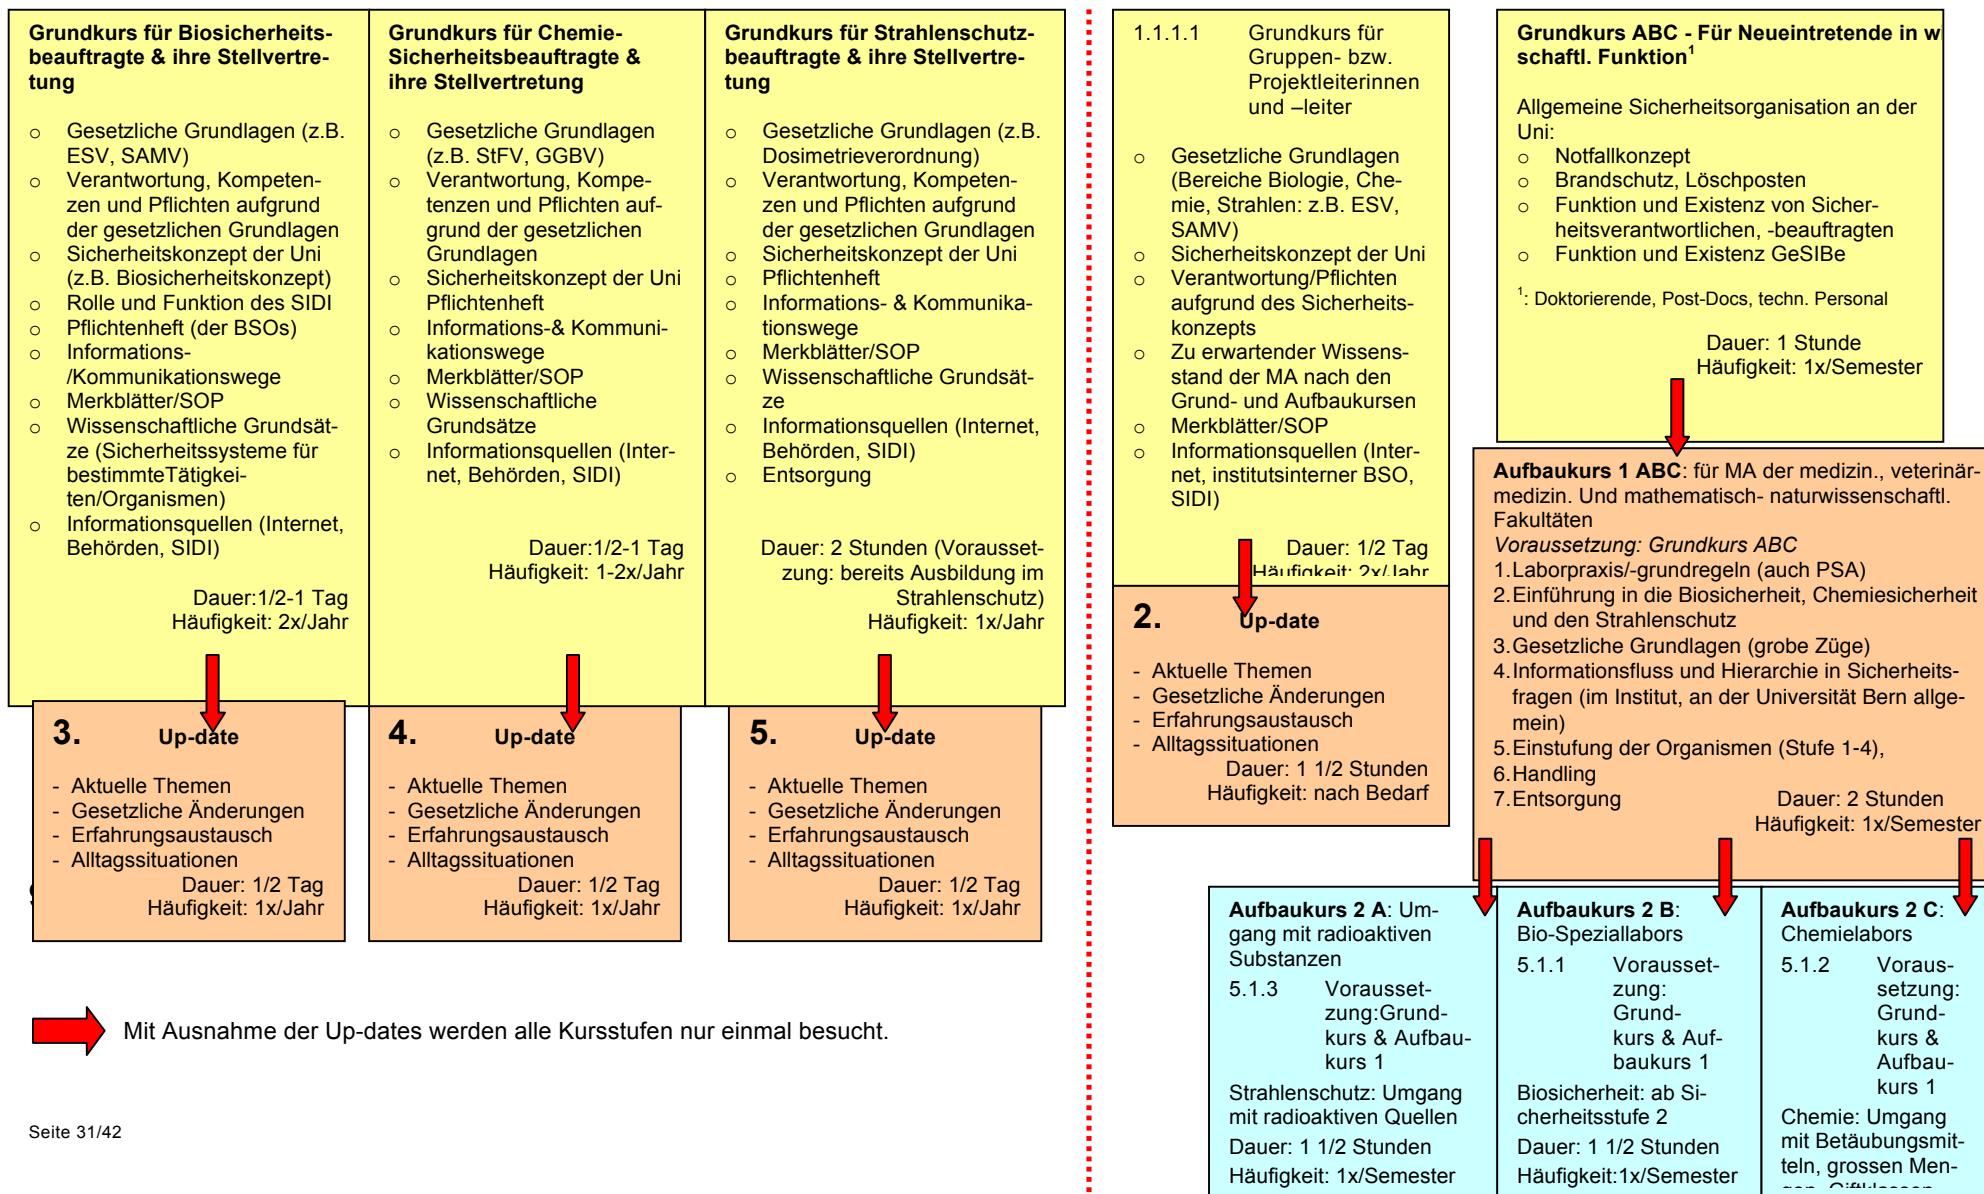 Grundkurs für Biosicherheits-
beauftragte & ihre Stellvertre-
tung
o Gesetzliche Grundlagen (z.B.
ESV, SAMV)
o Verantwortung, Kompeten-
zen und Pflichten aufgrund
der gesetzlichen Grundlagen
o Sicherheitskonzept der Uni
(z.B. Biosicherheitskonzept)
o Rolle und Funktion des SIDI
o Pflichtenheft (der BSOs)
o Informations-
/Kommunikationswege
o Merkblätter/SOP
o Wissenschaftliche Grundsät-
ze (Sicherheitssysteme für
bestimmteTätigkei-
ten/Organismen)
o Informationsquellen (Internet,
Behörden, SIDI)
Dauer:1/2-1 Tag
Häufigkeit: 2x/Jahr
Grundkurs für Chemie-
Sicherheitsbeauftragte &
ihre Stellvertretung
o Gesetzliche Grundlagen
(z.B. StFV, GGBV)
o Verantwortung, Kompe-
tenzen und Pflichten auf-
grund der gesetzlichen
Grundlagen
o Sicherheitskonzept der Uni
Pflichtenheft
o Informations-& Kommuni-
kationswege
o Merkblätter/SOP
o Wissenschaftliche
Grundsätze
o Informationsquellen (Inter-
net, Behörden, SIDI)
Dauer:1/2-1 Tag
Häufigkeit: 1-2x/Jahr
Grundkurs für Strahlenschutz-
beauftragte & ihre Stellvertre-
tung
o Gesetzliche Grundlagen (z.B.
Dosimetrieverordnung)
o Verantwortung, Kompeten-
zen und Pflichten aufgrund
der gesetzlichen Grundlagen
o Sicherheitskonzept der Uni
o Pflichtenheft
o Informations- & Kommunika-
tionswege
o Merkblätter/SOP
o Wissenschaftliche Grundsät-
ze
o Informationsquellen (Internet,
Behörden, SIDI)
o Entsorgung
Dauer: 2 Stunden (Vorausset-
zung: bereits Ausbildung im
Strahlenschutz)
Häufigkeit: 1x/Jahr
3. Up-date
- Aktuelle Themen
- Gesetzliche Änderungen
- Erfahrungsaustausch
- Alltagssituationen
Dauer: 1/2 Tag
Häufigkeit: 1x/Jahr
4. Up-date
- Aktuelle Themen
- Gesetzliche Änderungen
- Erfahrungsaustausch
- Alltagssituationen
Dauer: 1/2 Tag
Häufigkeit: 1x/Jahr
5. Up-date
- Aktuelle Themen
- Gesetzliche Änderungen
- Erfahrungsaustausch
- Alltagssituationen
Dauer: 1/2 Tag
Häufigkeit: 1x/Jahr
Mit Ausnahme der Up-dates werden alle Kursstufen nur einmal besucht.
Seite 31/42
1.1.1.1 Grundkurs für
Gruppen- bzw.
Projektleiterinnen
und –leiter
o Gesetzliche Grundlagen
(Bereiche Biologie, Che-
mie, Strahlen: z.B. ESV,
SAMV)
o Sicherheitskonzept der Uni
o Verantwortung/Pflichten
aufgrund des Sicherheits-
konzepts
o Zu erwartender Wissens-
stand der MA nach den
Grund- und Aufbaukursen
o Merkblätter/SOP
o Informationsquellen (Inter-
net, institutsinterner BSO,
SIDI)
Dauer: 1/2 Tag
Häufigkeit: 2x/Jahr
2. Up-date
- Aktuelle Themen
- Gesetzliche Änderungen
- Erfahrungsaustausch
- Alltagssituationen
Dauer: 1 1/2 Stunden
Häufigkeit: nach Bedarf
Grundkurs ABC - Für Neueintretende in wi
schaftl. Funktion¹
Allgemeine Sicherheitsorganisation an der
Uni:
o Notfallkonzept
o Brandschutz, Löschposten
o Funktion und Existenz von Sicher-
heitsverantwortlichen, -beauftragten
o Funktion und Existenz GeSIBe
¹: Doktorierende, Post-Docs, techn. Personal
Dauer: 1 Stunde
Häufigkeit: 1x/Semester
Aufbaukurs 1 ABC: für MA der medizin., veterinär-
medizin. Und mathematisch- naturwissenschaftl.
Fakultäten
Voraussetzung: Grundkurs ABC
1.Laborpraxis/-grundregeln (auch PSA)
2.Einführung in die Biosicherheit, Chemiesicherheit
und den Strahlenschutz
3.Gesetzliche Grundlagen (grobe Züge)
4.Informationsfluss und Hierarchie in Sicherheits-
fragen (im Institut, an der Universität Bern allge-
mein)
5.Einstufung der Organismen (Stufe 1-4),
6.Handling
7.Entsorgung
Dauer: 2 Stunden
Häufigkeit: 1x/Semester
Aufbaukurs 2 A: Um-
gang mit radioaktiven
Substanzen
5.1.3 Vorausset-
zung:Grund-
kurs & Aufbau-
kurs 1
Strahlenschutz: Umgang
mit radioaktiven Quellen
Dauer: 1 1/2 Stunden
Häufigkeit: 1x/Semester
Aufbaukurs 2 B:
Bio-Speziallabors
5.1.1 Vorausset-
zung:
Grund-
kurs & Auf-
baukurs 1
Biosicherheit: ab Si-
cherheitsstufe 2
Dauer: 1 1/2 Stunden
Häufigkeit:1x/Semester
Aufbaukurs 2 C:
Chemielabors
5.1.2 Voraus-
setzung:
Grund-
kurs &
Aufbau-
kurs 1
Chemie: Umgang
mit Betäubungsmit-
teln, grossen Men-
gen, Giftklassen